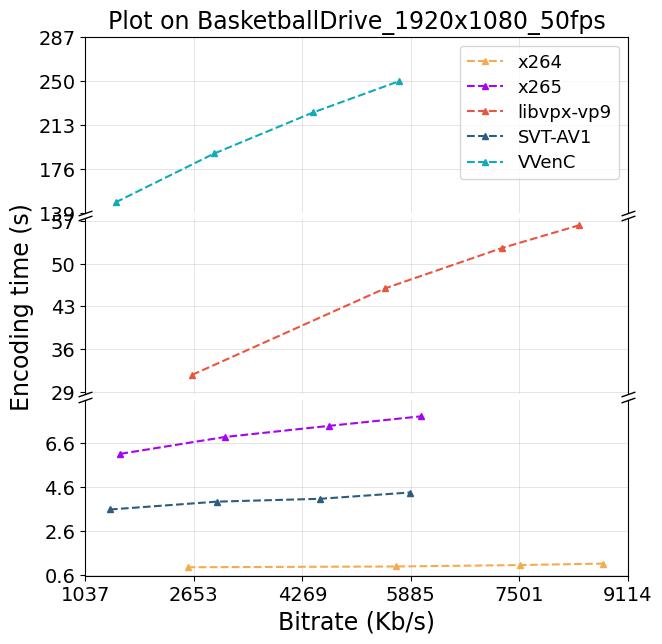 Plot on BasketballDrive_1920x1080_50fps
287
250
213
176
139
57
50
43
36
29
6.6
4.6
2.6
0.6
Encoding time (s)
x264
x265
libvpx-vp9
SVT-AV1
VVenC
1037 2653 4269 5885 7501 9114
Bitrate (Kb/s)